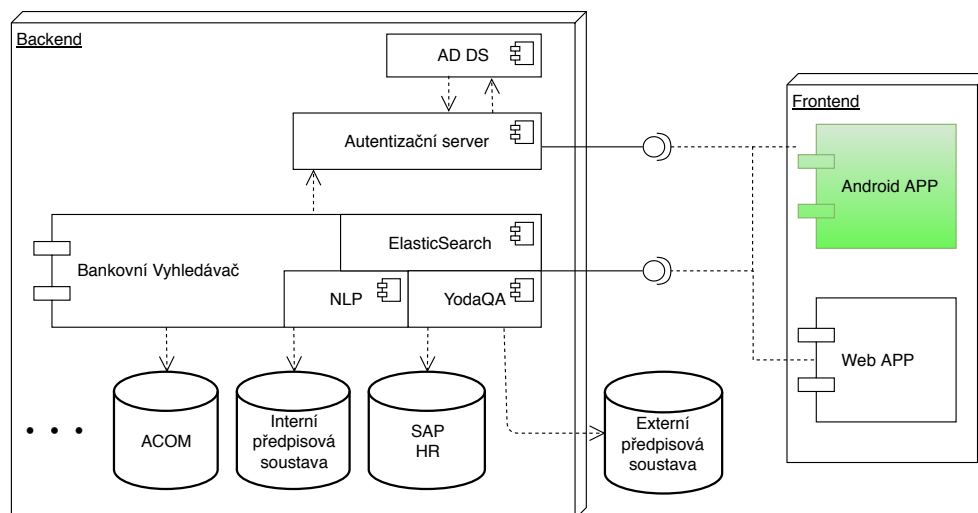 Backend
AD DS
Frontend
Autentizační server
Android APP
ElasticSearch
Bankovní Vyhledávač
NLP
YodaQA
Web APP
ACOM
Interní
předpisová
soustava
SAP
HR
Externí
předpisová
soustava